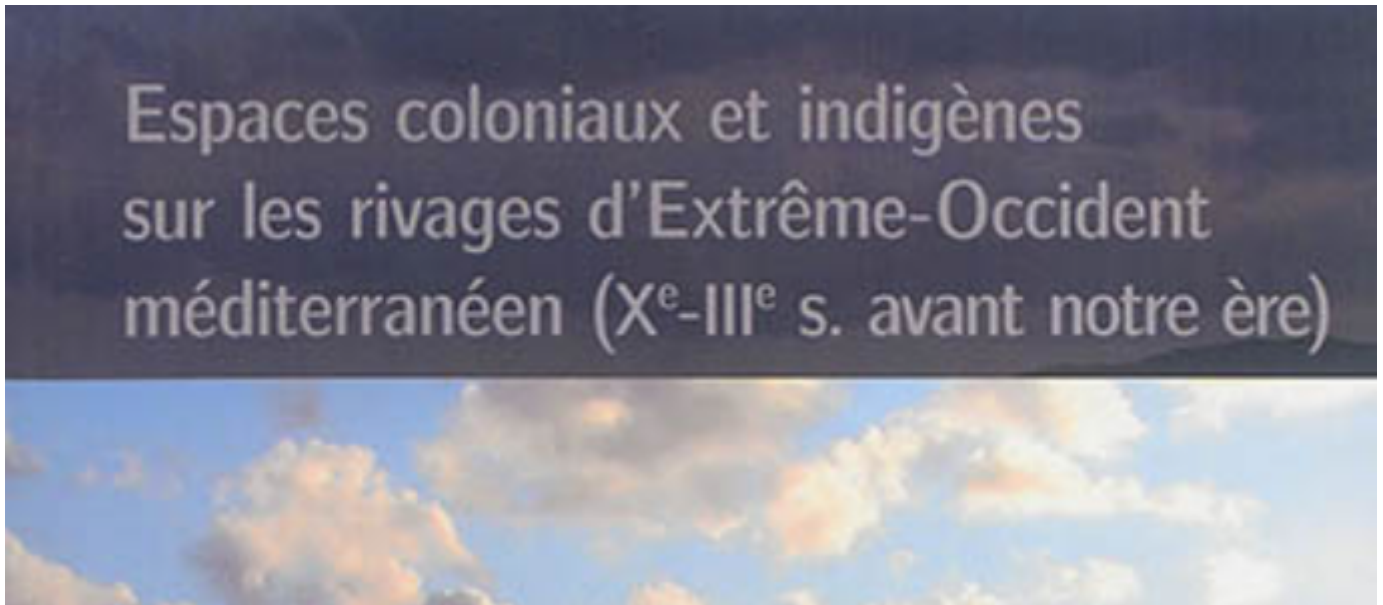 Espaces coloniaux et indigènes
sur les rivages d'Extrême-Occident
méditerranéen (Xᵉ-IIIᵉ s. avant notre ère)